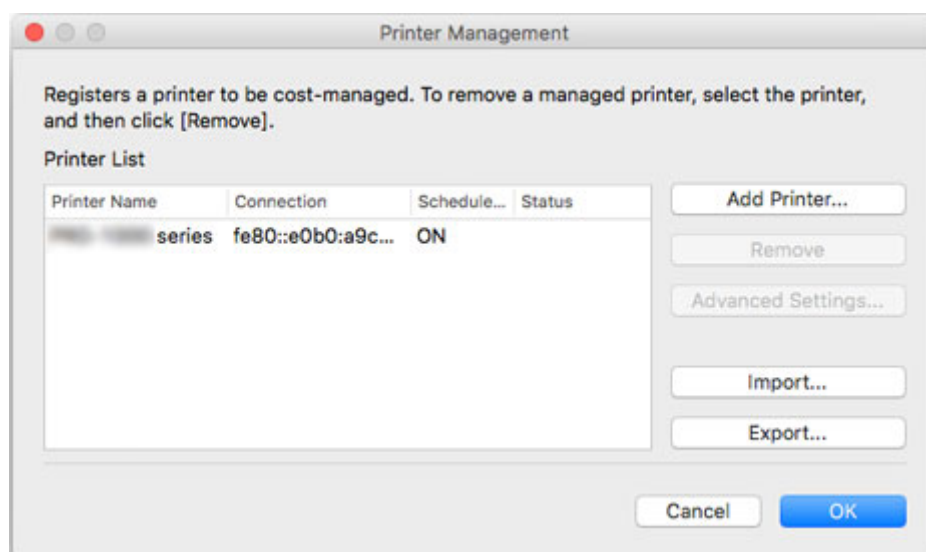 Printer Management
Registers a printer to be cost-managed. To remove a managed printer, select the printer,
and then click [Remove].
Printer List
Printer Name Connection Schedule... Status
series fe80::e0b0:a9c... ON
Add Printer...
Remove
Advanced Settings...
Import...
Export...
Cancel OK